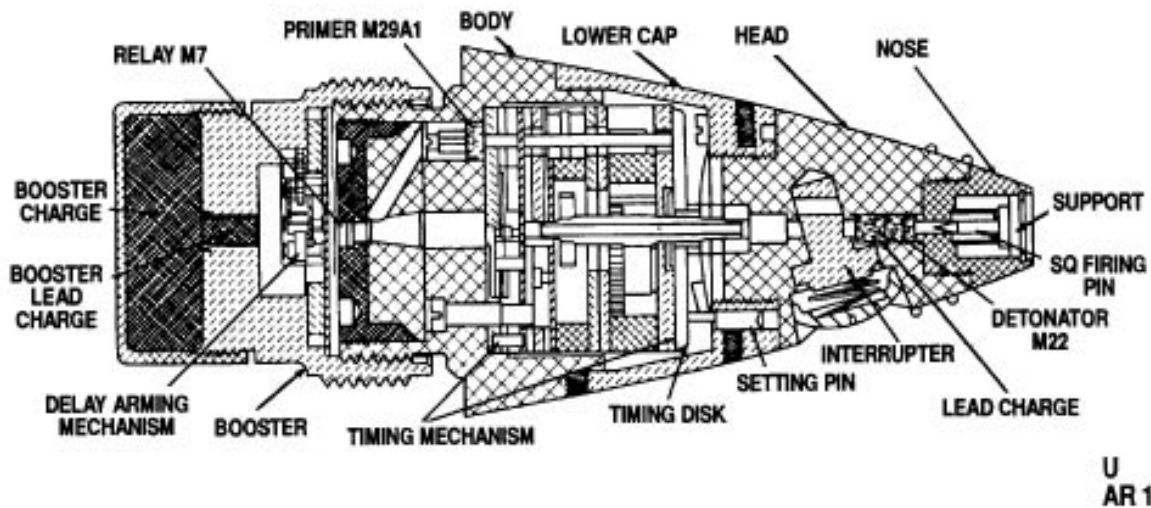 PRIMER M29A1
BODY
LOWER CAP
HEAD
NOSE
RELAY M7
BOOSTER
CHARGE
BOOSTER
LEAD
CHARGE
SUPPORT
SQ FIRING
PIN
DETONATOR
M22
INTERRUPTER
LEAD CHARGE
SETTING PIN
TIMING DISK
TIMING MECHANISM
BOOSTER
DELAY ARMING
MECHANISM
U
AR 1